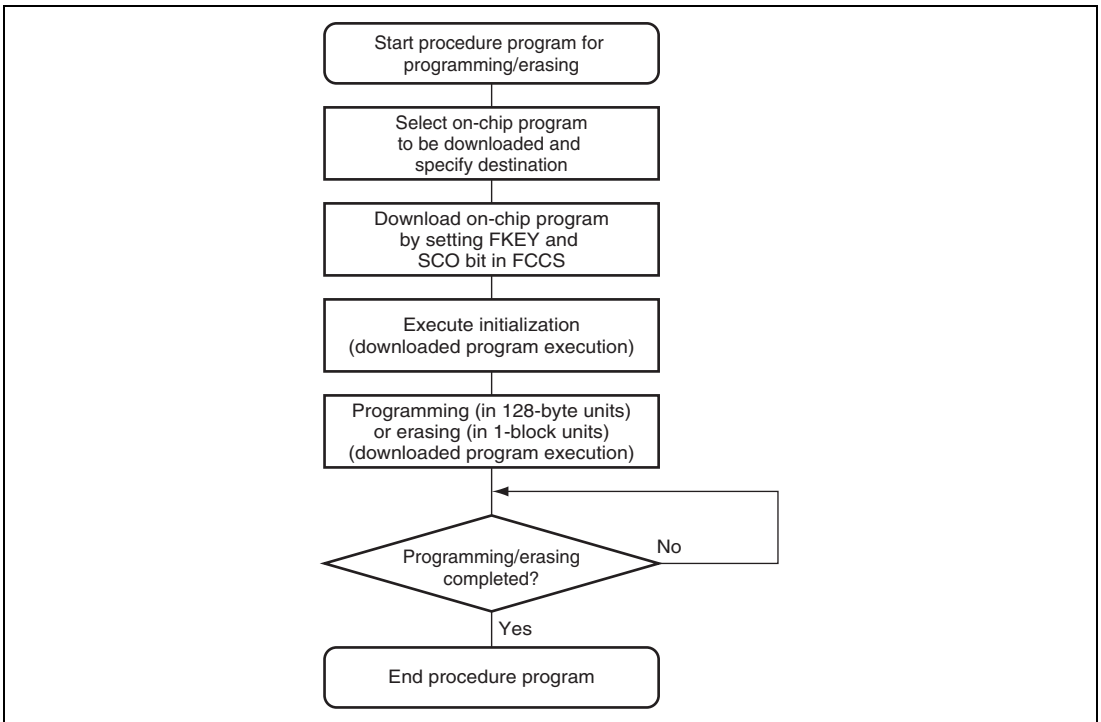 Start procedure program for
programming/erasing
Select on-chip program
to be downloaded and
specify destination
Download on-chip program
by setting FKEY and
SCO bit in FCCS
Execute initialization
(downloaded program execution)
Programming (in 128-byte units)
or erasing (in 1-block units)
(downloaded program execution)
Programming/erasing
completed?
No
Yes
End procedure program